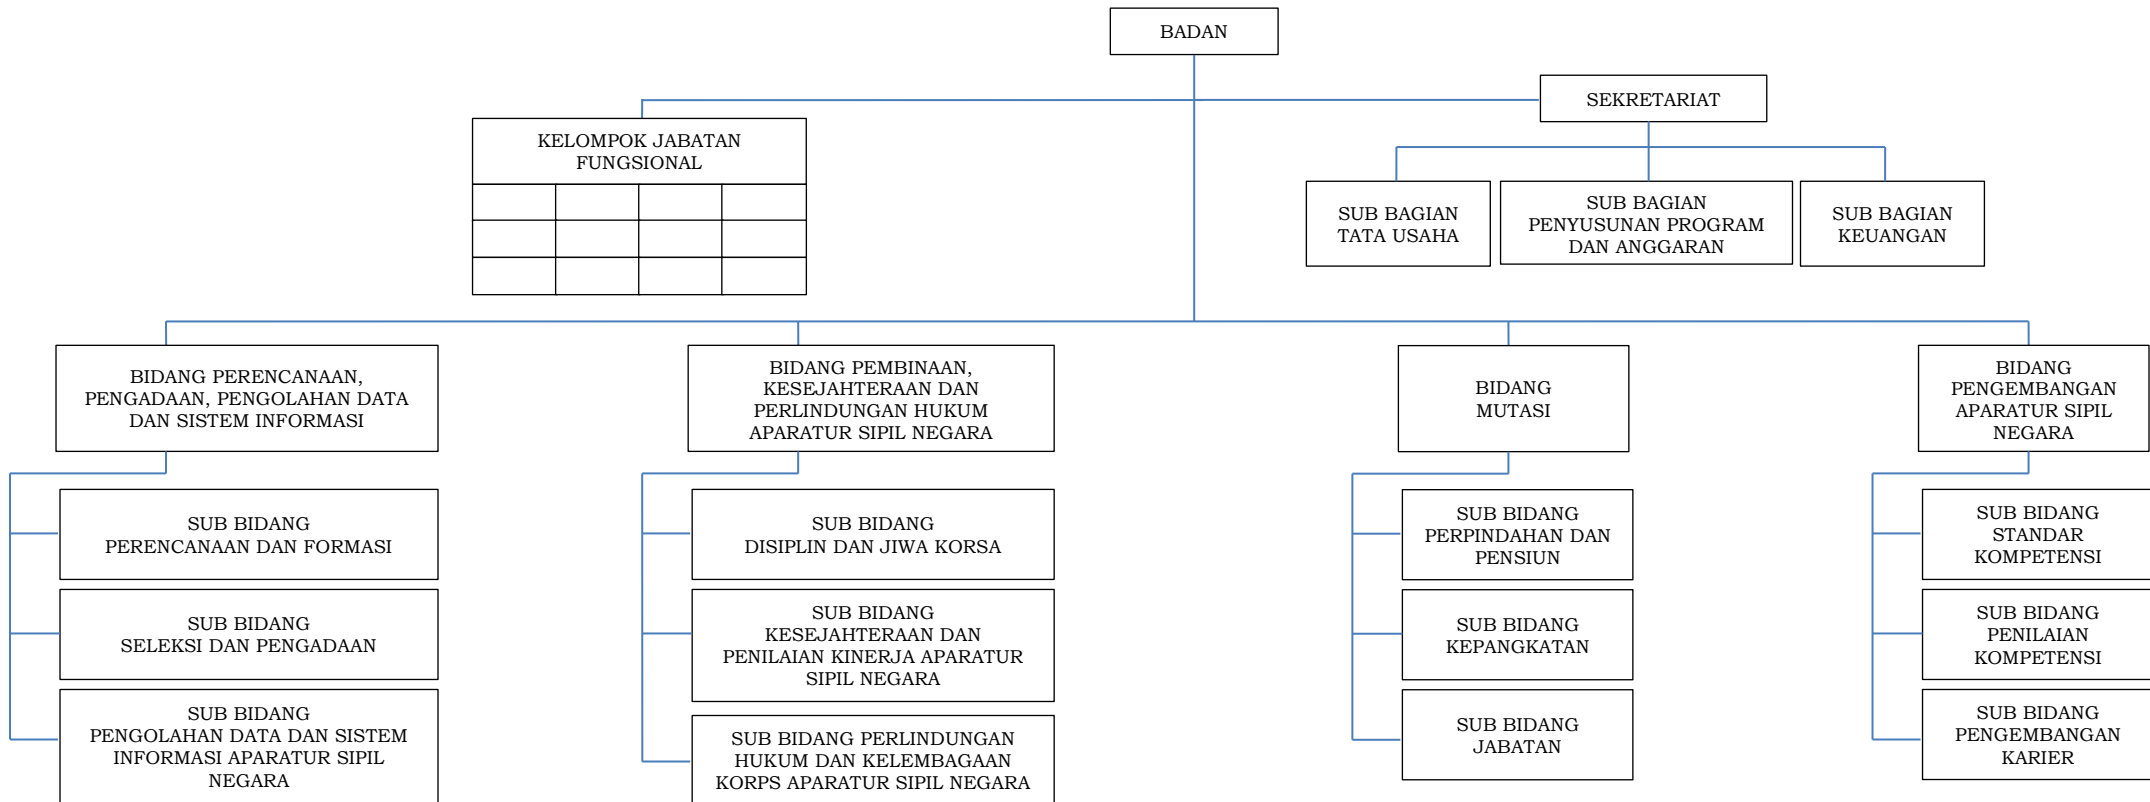 BADAN
SEKRETARIAT
KELOMPOK JABATAN
FUNGSIONAL
SUB BAGIAN
TATA USAHA
SUB BAGIAN
PENYUSUNAN PROGRAM
DAN ANGGARAN
SUB BAGIAN
KEUANGAN
BIDANG PERENCANAAN,
PENGADAAN, PENGOLAHAN DATA
DAN SISTEM INFORMASI
BIDANG PEMBINAAN,
KESEJAHTERAAN DAN
PERLINDUNGAN HUKUM
APARATUR SIPIL NEGARA
BIDANG
MUTASI
BIDANG
PENGEMBANGAN
APARATUR SIPIL
NEGARA
SUB BIDANG
PERENCANAAN DAN FORMASI
SUB BIDANG
DISIPLIN DAN JIWA KORSA
SUB BIDANG
PERPINDAHAN DAN
PENSIUN
SUB BIDANG
STANDAR
KOMPETENSI
SUB BIDANG
SELEKSI DAN PENGADAAN
SUB BIDANG
KESEJAHTERAAN DAN
PENILAIAN KINERJA APARATUR
SIPIL NEGARA
SUB BIDANG
KEPANGKATAN
SUB BIDANG
PENILAIAN
KOMPETENSI
SUB BIDANG
PENGOLAHAN DATA DAN SISTEM
INFORMASI APARATUR SIPIL
NEGARA
SUB BIDANG PERLINDUNGAN
HUKUM DAN KELEMBAGAAN
KORPS APARATUR SIPIL NEGARA
SUB BIDANG
JABATAN
SUB BIDANG
PENGEMBANGAN
KARIER